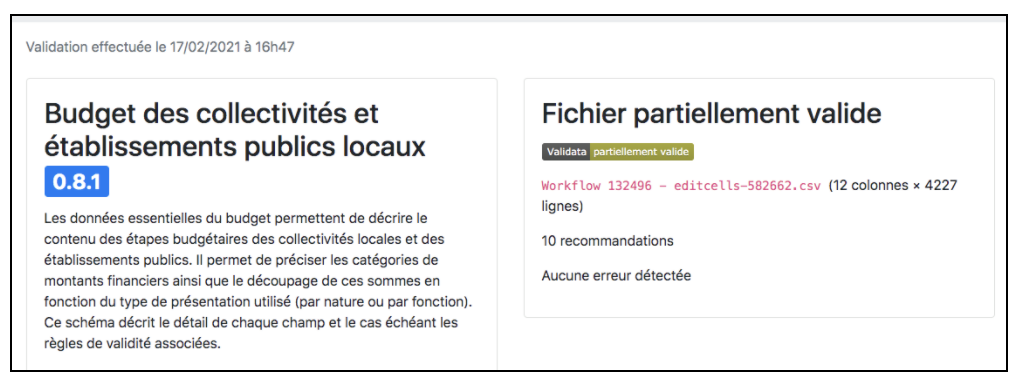 Validation effectuée le 17/02/2021 à 16h47
Budget des collectivités et
établissements publics locaux
0.8.1
Les données essentielles du budget permettent de décrire le
contenu des étapes budgétaires des collectivités locales et des
établissements publics. Il permet de préciser les catégories de
montants financiers ainsi que le découpage de ces sommes en
fonction du type de présentation utilisé (par nature ou par fonction).
Ce schéma décrit le détail de chaque champ et le cas échéant les
règles de validité associées.
Fichier partiellement valide
Validata partiellement valide
Workflow 132496 - editcells-582662.csv (12 colonnes × 4227
lignes)
10 recommandations
Aucune erreur détectée